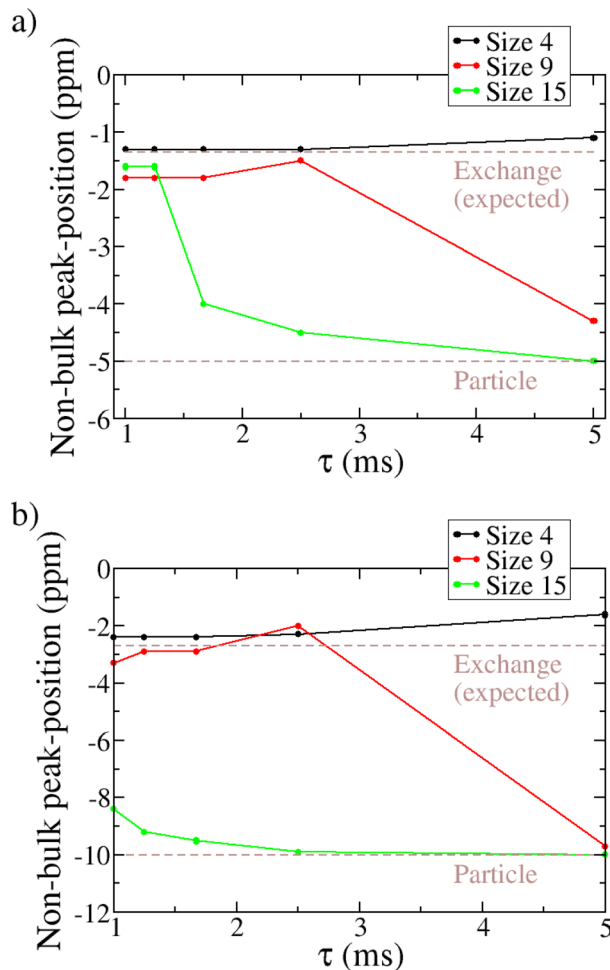 a)
Size 4
Size 9
Size 15
Non-bulk peak-position (ppm)
0
-1
-2
-3
-4
-5
-6
Exchange
(expected)
Particle
1
2
3
4
5
τ (ms)
b)
Size 4
Size 9
Size 15
Non-bulk peak-position (ppm)
0
-2
-4
-6
-8
-10
-12
Exchange
(expected)
Particle
1
2
3
4
5
τ (ms)